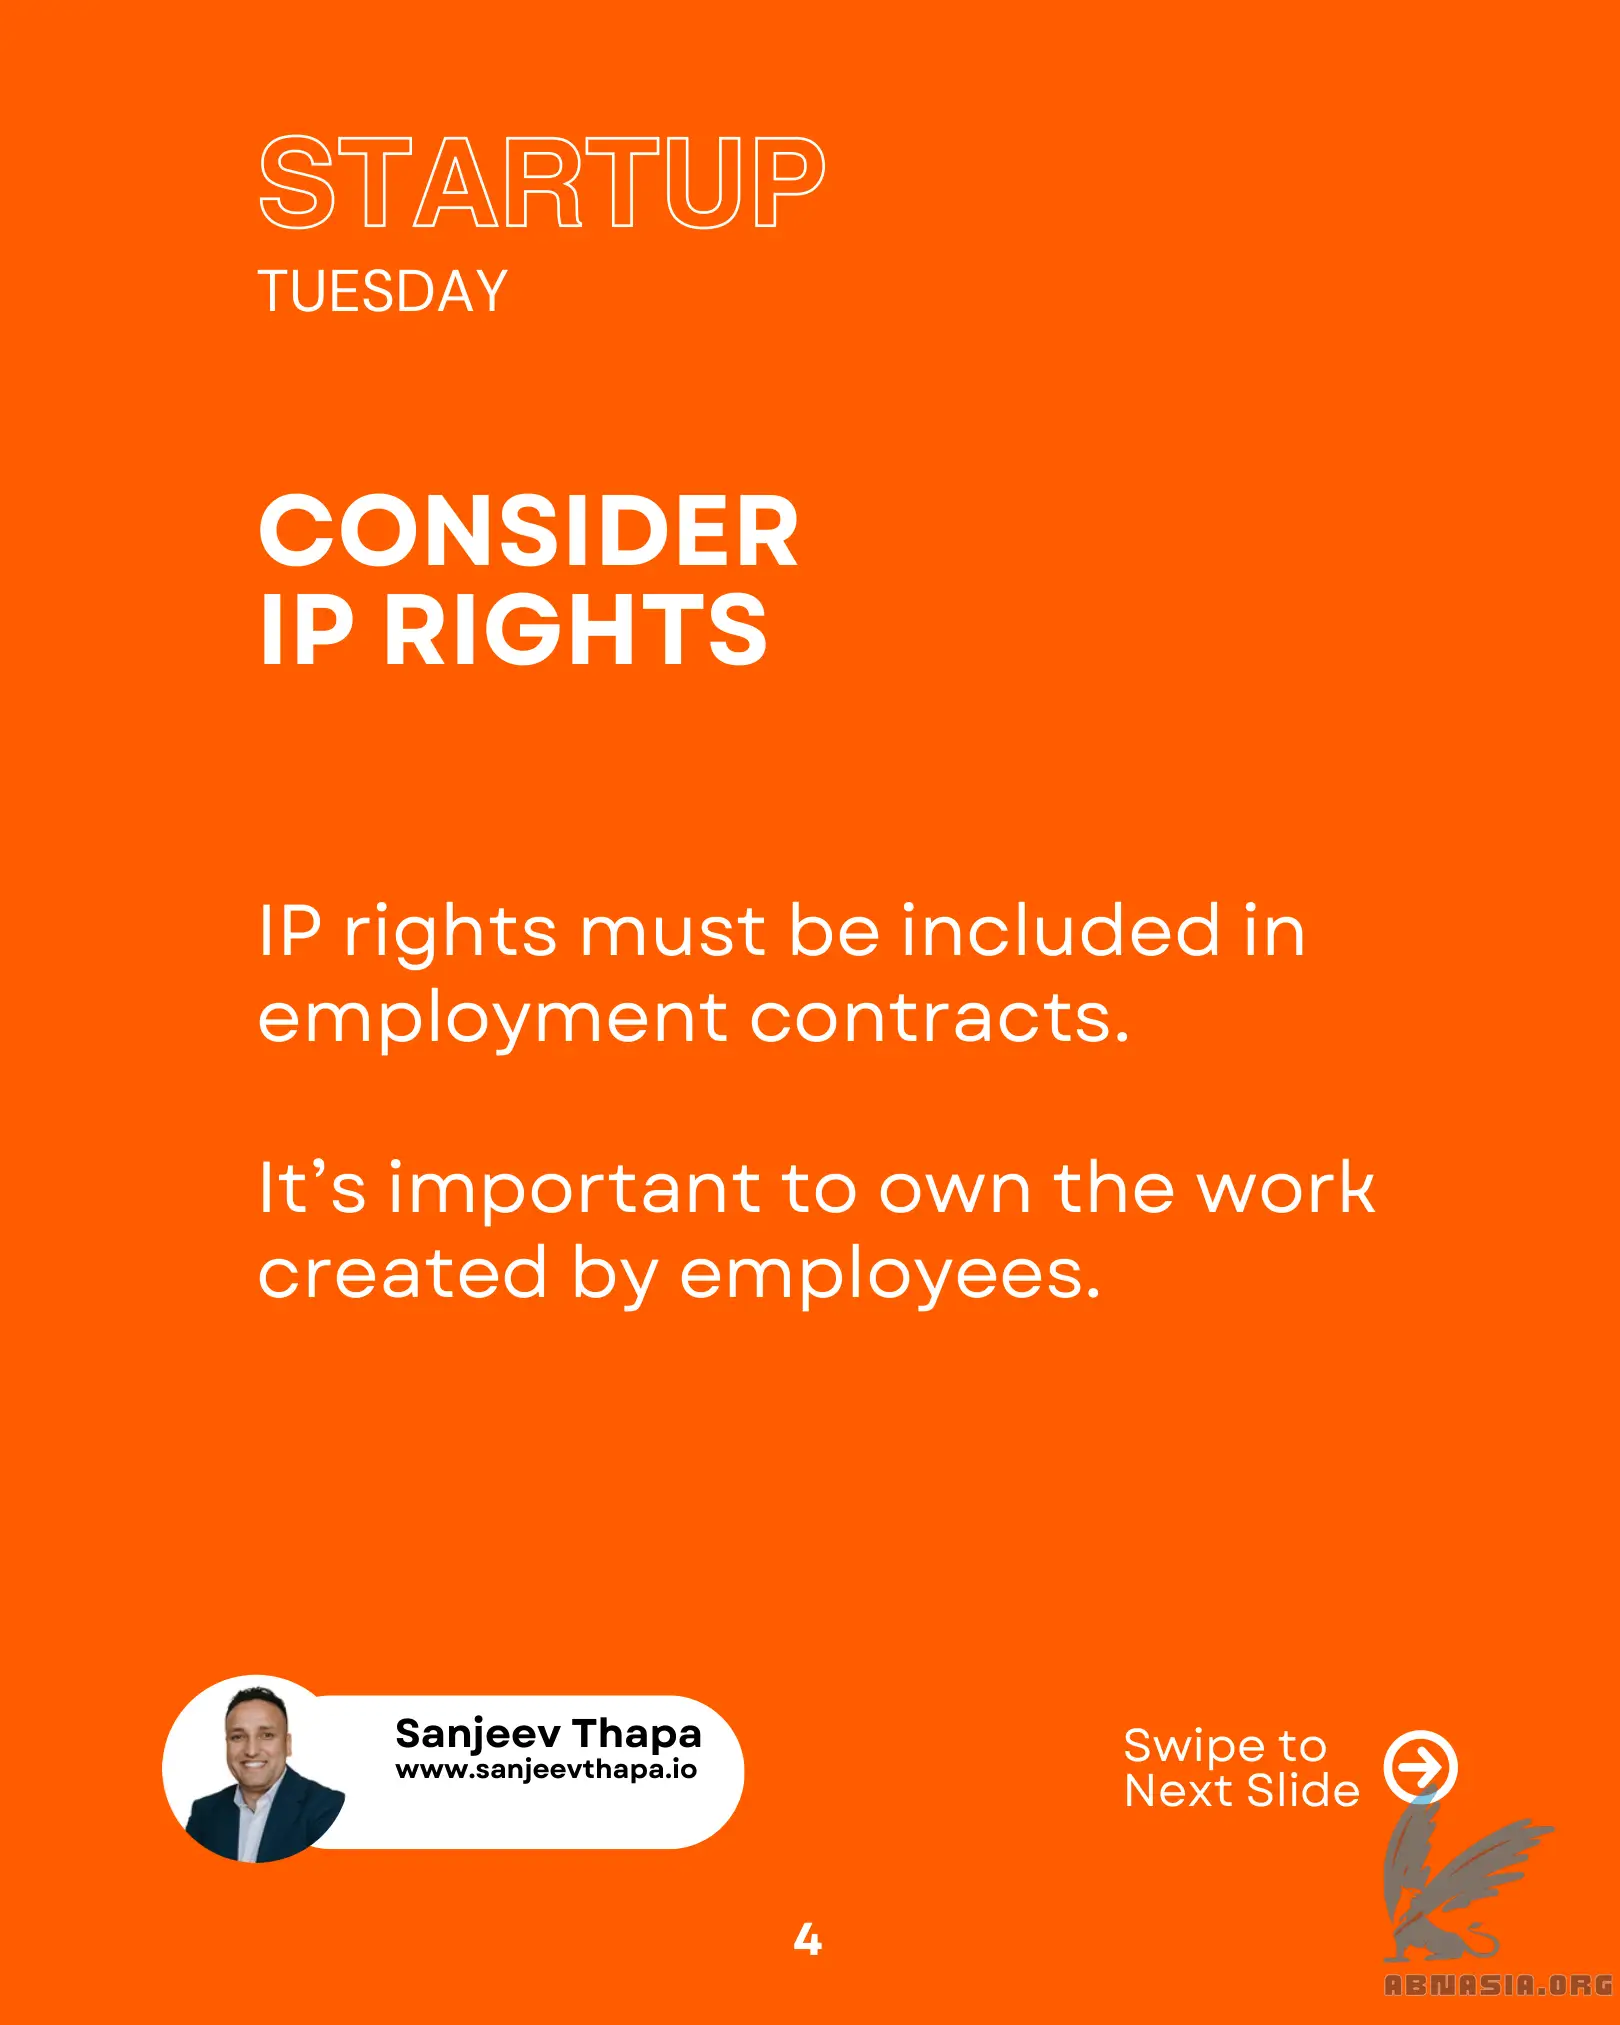 STARTUP
TUESDAY
CONSIDER
IP RIGHTS
IP rights must be included in
employment contracts.
It’s important to own the work
created by employees.
Sanjeev Thapa
www.sanjeevthapa.io
Swipe to
Next Slide
4
ABNASIA.ORG